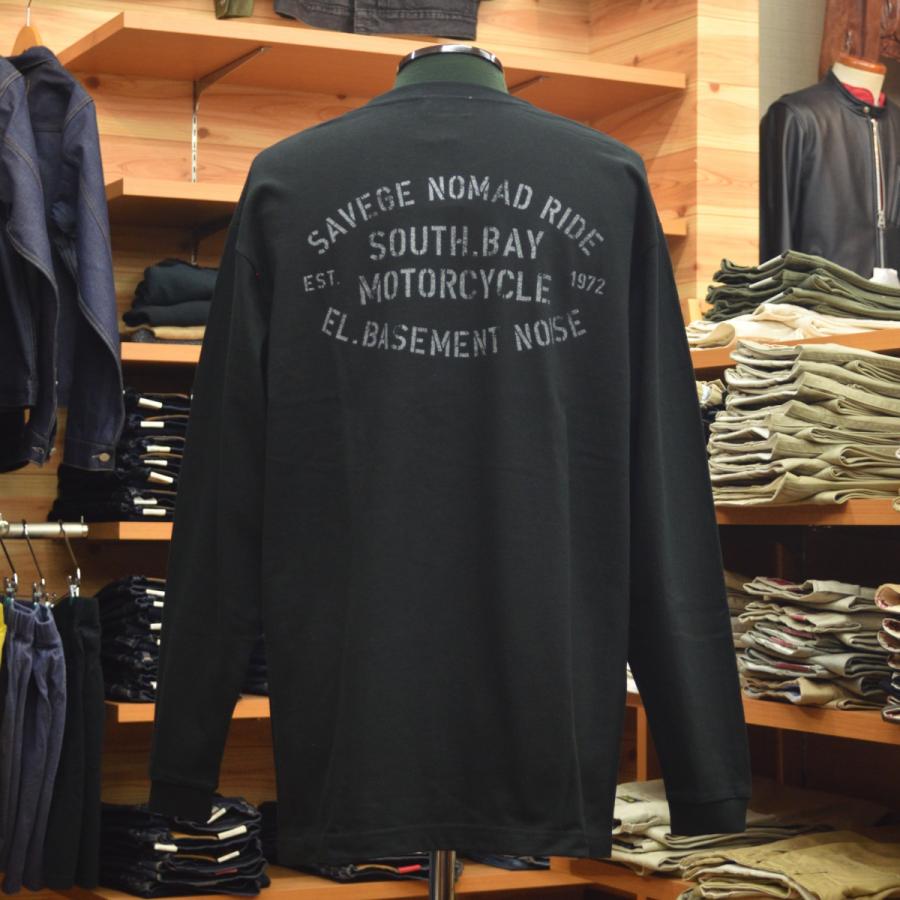 SAVEGE NOMAD RIDE
SOUTH.BAY
EST. MOTORCYCLE 1972
EL.BASEMENT NOISE